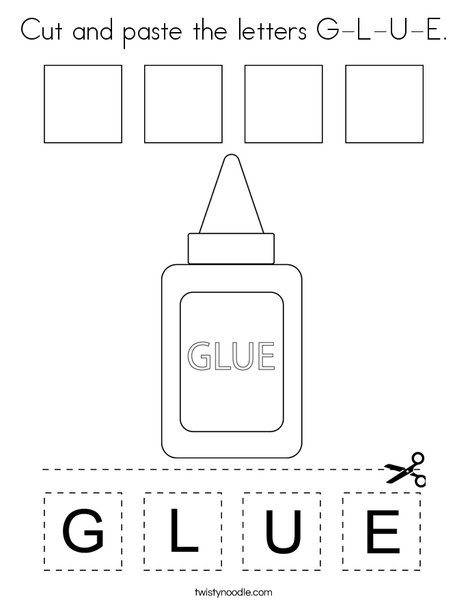 Cut and paste the letters G-L-U-E.
GLUE
G L U E
twistynoodle.com